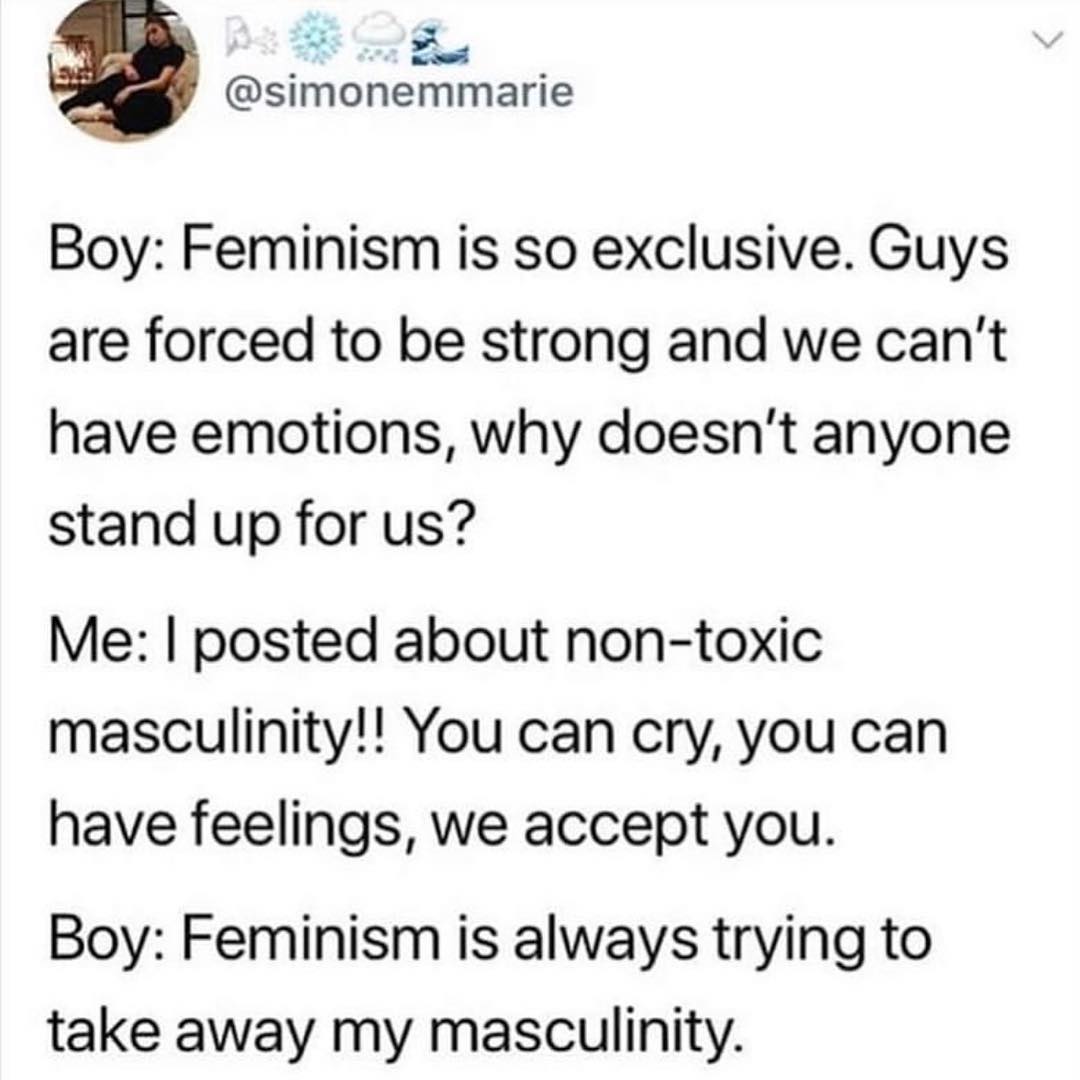 🌬❄️🌨🌊
@simonemmarie
Boy: Feminism is so exclusive. Guys
are forced to be strong and we can't
have emotions, why doesn't anyone
stand up for us?
Me: I posted about non-toxic
masculinity!! You can cry, you can
have feelings, we accept you.
Boy: Feminism is always trying to
take away my masculinity.